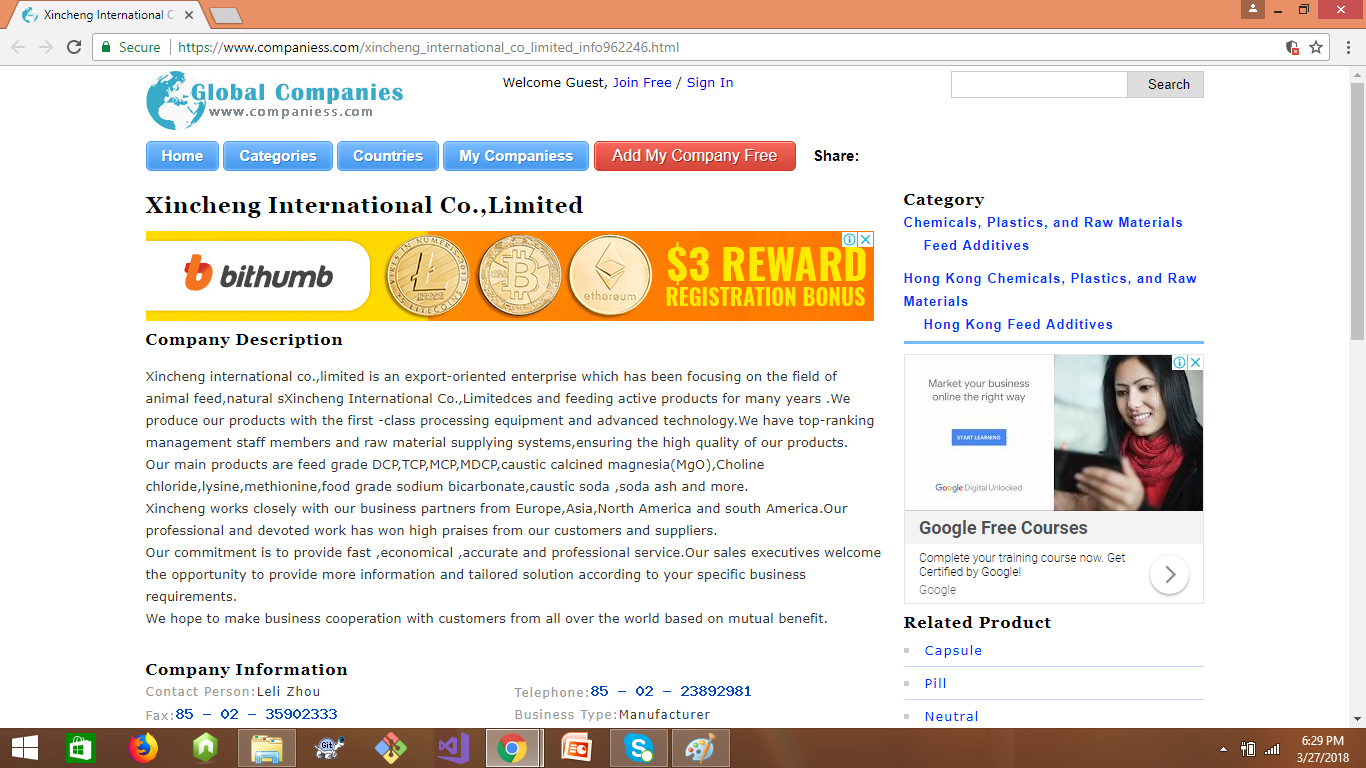 Xincheng International C
Secure
https://www.companiess.com/xincheng_international_co_limited_info962246.html
Global Companies
www.companiess.com
Welcome Guest, Join Free / Sign In
Search
Home
Categories
Countries
My Companiess
Add My Company Free
Share:
Xincheng International Co.,Limited
bithumb
VIRES IN NUMERIS
LITECOIN
ethereum
$3 REWARD
REGISTRATION BONUS
Company Description
Xincheng international co.,limited is an export-oriented enterprise which has been focusing on the field of
animal feed,natural sXincheng International Co.,Limitedces and feeding active products for many years .We
produce our products with the first -class processing equipment and advanced technology.We have top-ranking
management staff members and raw material supplying systems,ensuring the high quality of our products.
Our main products are feed grade DCP,TCP,MCP,MDCP,caustic calcined magnesia(MgO),Choline
chloride,lysine,methionine,food grade sodium bicarbonate,caustic soda ,soda ash and more.
Xincheng works closely with our business partners from Europe,Asia,North America and south America.Our
professional and devoted work has won high praises from our customers and suppliers.
Our commitment is to provide fast ,economical ,accurate and professional service.Our sales executives welcome
the opportunity to provide more information and tailored solution according to your specific business
requirements.
We hope to make business cooperation with customers from all over the world based on mutual benefit.
Company Information
Contact Person:Leli Zhou
Telephone:85 - 02 - 23892981
Fax:85 - 02 - 35902333
Business Type:Manufacturer
Category
Chemicals, Plastics, and Raw Materials
Feed Additives
Hong Kong Chemicals, Plastics, and Raw
Materials
Hong Kong Feed Additives
Market your business
online the right way
START LEARNING
Google Digital Unlocked
Google Free Courses
Complete your training course now. Get
Certified by Google!
Google
Related Product
Capsule
Pill
Neutral
Git
6:29 PM
3/27/2018